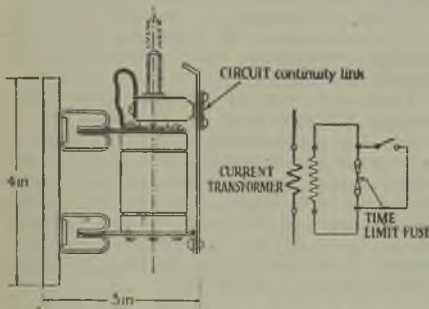 CIRCUIT continuity link
4in
CURRENT
TRANSFORMER
TIME
LIMIT FUSE
5in